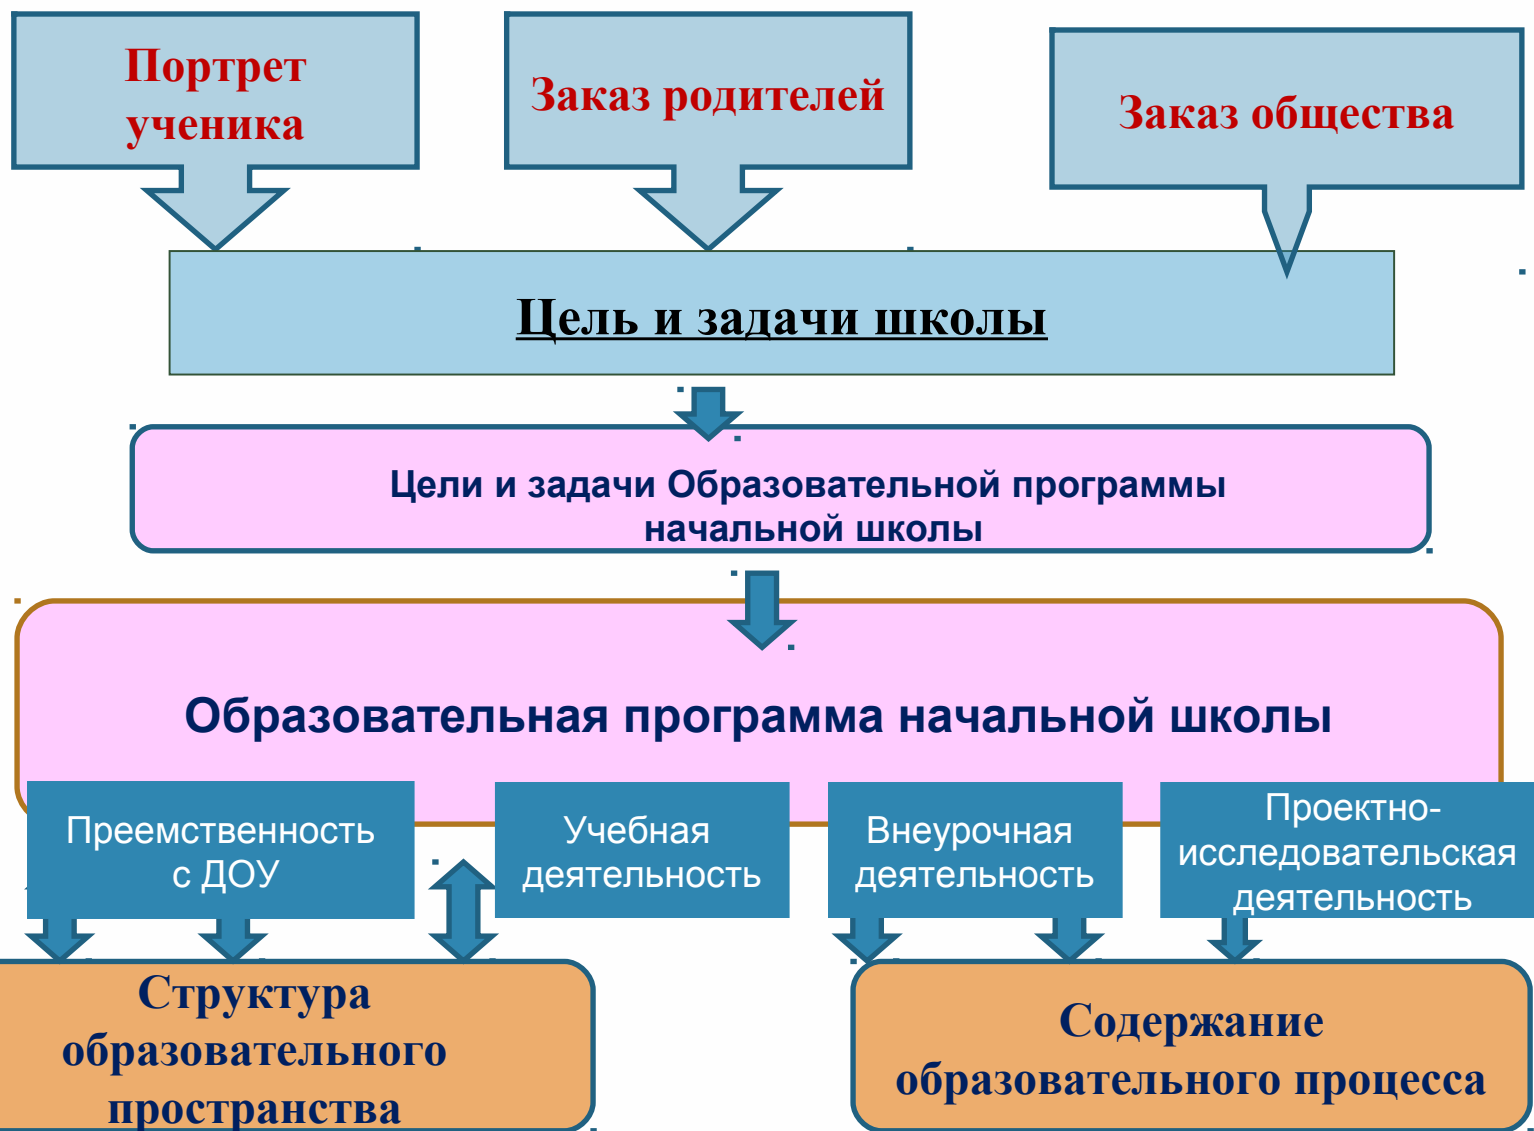 Портрет
ученика
Заказ родителей
Заказ общества
Цель и задачи школы
Цели и задачи Образовательной программы
начальной школы
Образовательная программа начальной школы
Преемственность
с ДОУ
Учебная
деятельность
Внеурочная
деятельность
Проектно-
исследовательская
деятельность
Структура
образовательного
пространства
Содержание
образовательного процесса